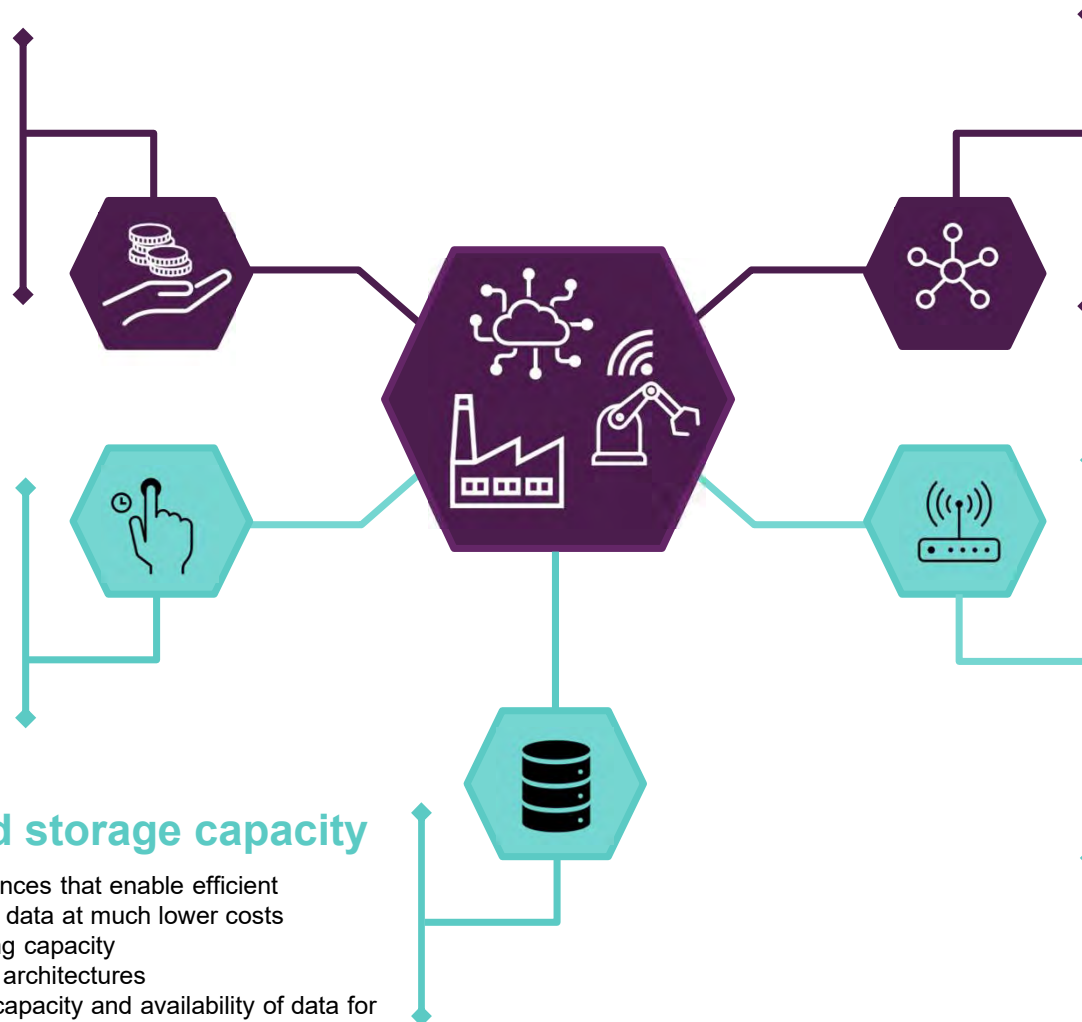 d storage capacity
nces that enable efficient
data at much lower costs
ng capacity
architectures
capacity and availability of data for